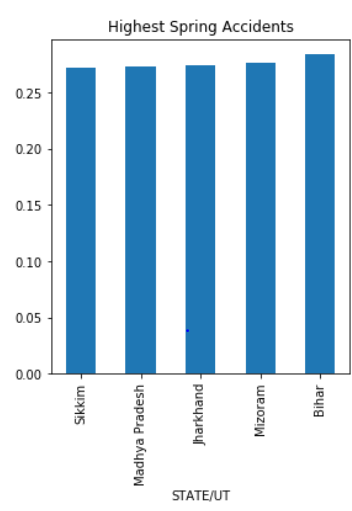 Highest Spring Accidents
0.25
0.20
0.15
0.10
0.05
0.00
Sikkim
Madhya Pradesh
Jharkhand
Mizoram
Bihar
STATE/UT